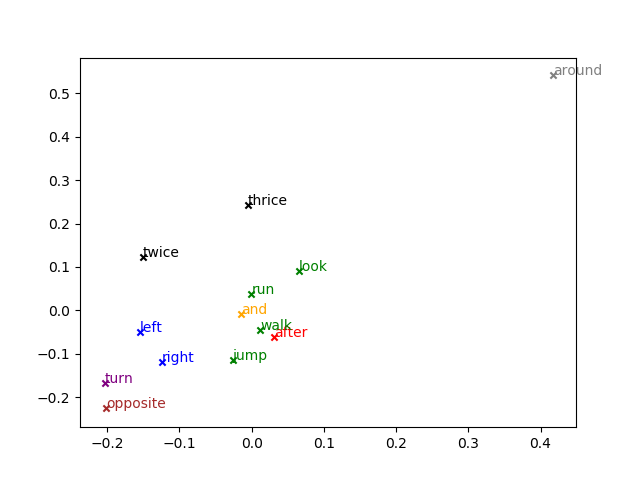 around
0.5
0.4
0.3
thrice
0.2
twice
look
0.1
run
and
0.0
left
walk
after
right
jump
−0.1
turn
−0.2
opposite
−0.2
−0.1
0.0
0.1
0.2
0.3
0.4